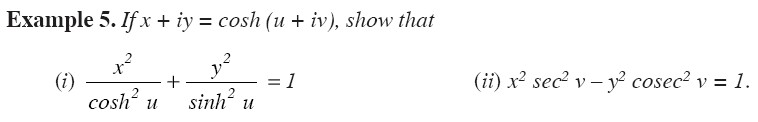 Example 5. If x + iy = cosh (u + iv), show that
(i) x²/cosh² u + y²/sinh² u = 1 (ii) x² sec² v – y² cosec² v = 1.